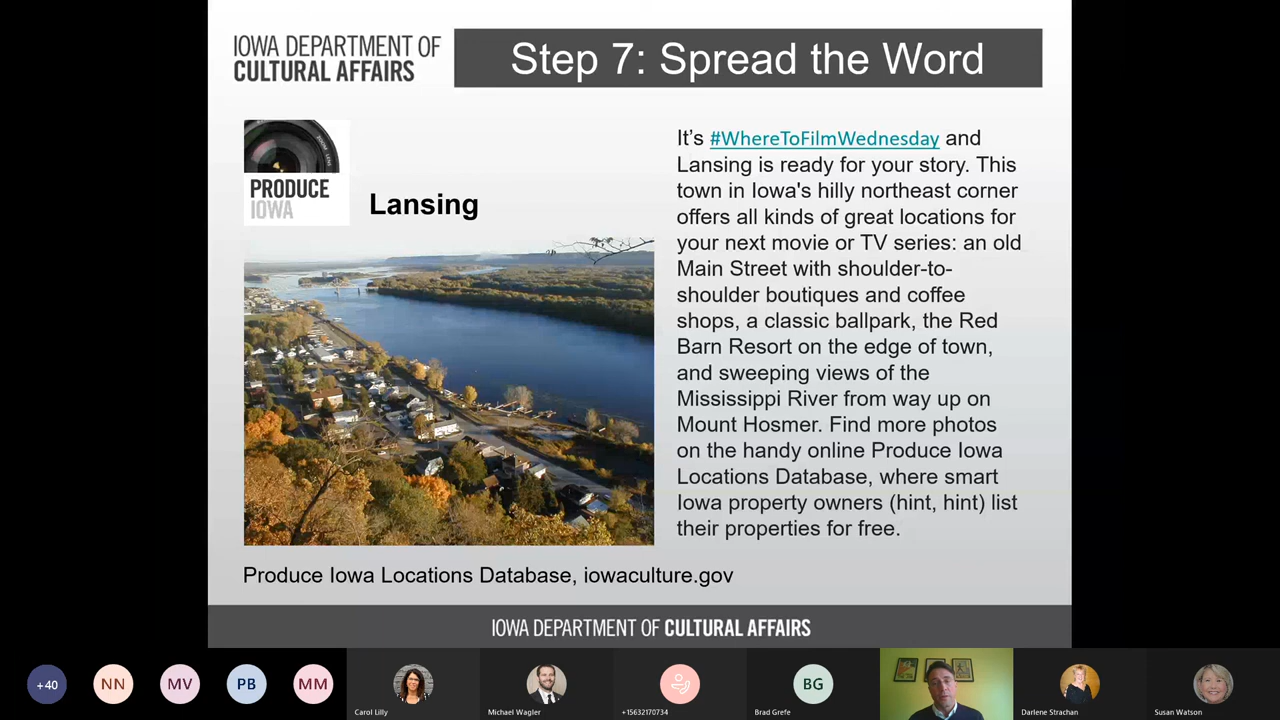 IOWA DEPARTMENT OF
CULTURAL AFFAIRS
Step 7: Spread the Word
PRODUCE
IOWA
Lansing
It's #WhereToFilmWednesday and
Lansing is ready for your story. This
town in Iowa's hilly northeast corner
offers all kinds of great locations for
your next movie or TV series: an old
Main Street with shoulder-to-
shoulder boutiques and coffee
shops, a classic ballpark, the Red
Barn Resort on the edge of town,
and sweeping views of the
Mississippi River from way up on
Mount Hosmer. Find more photos
on the handy online Produce Iowa
Locations Database, where smart
Iowa property owners (hint, hint) list
their properties for free.
Produce Iowa Locations Database, iowaculture.gov
IOWA DEPARTMENT OF CULTURAL AFFAIRS
+40
NN
MV
PB
MM
BG
Carol Lilly
Michael Wagler
+15632170734
Brad Grefe
Darlene Strachan
Susan Watson